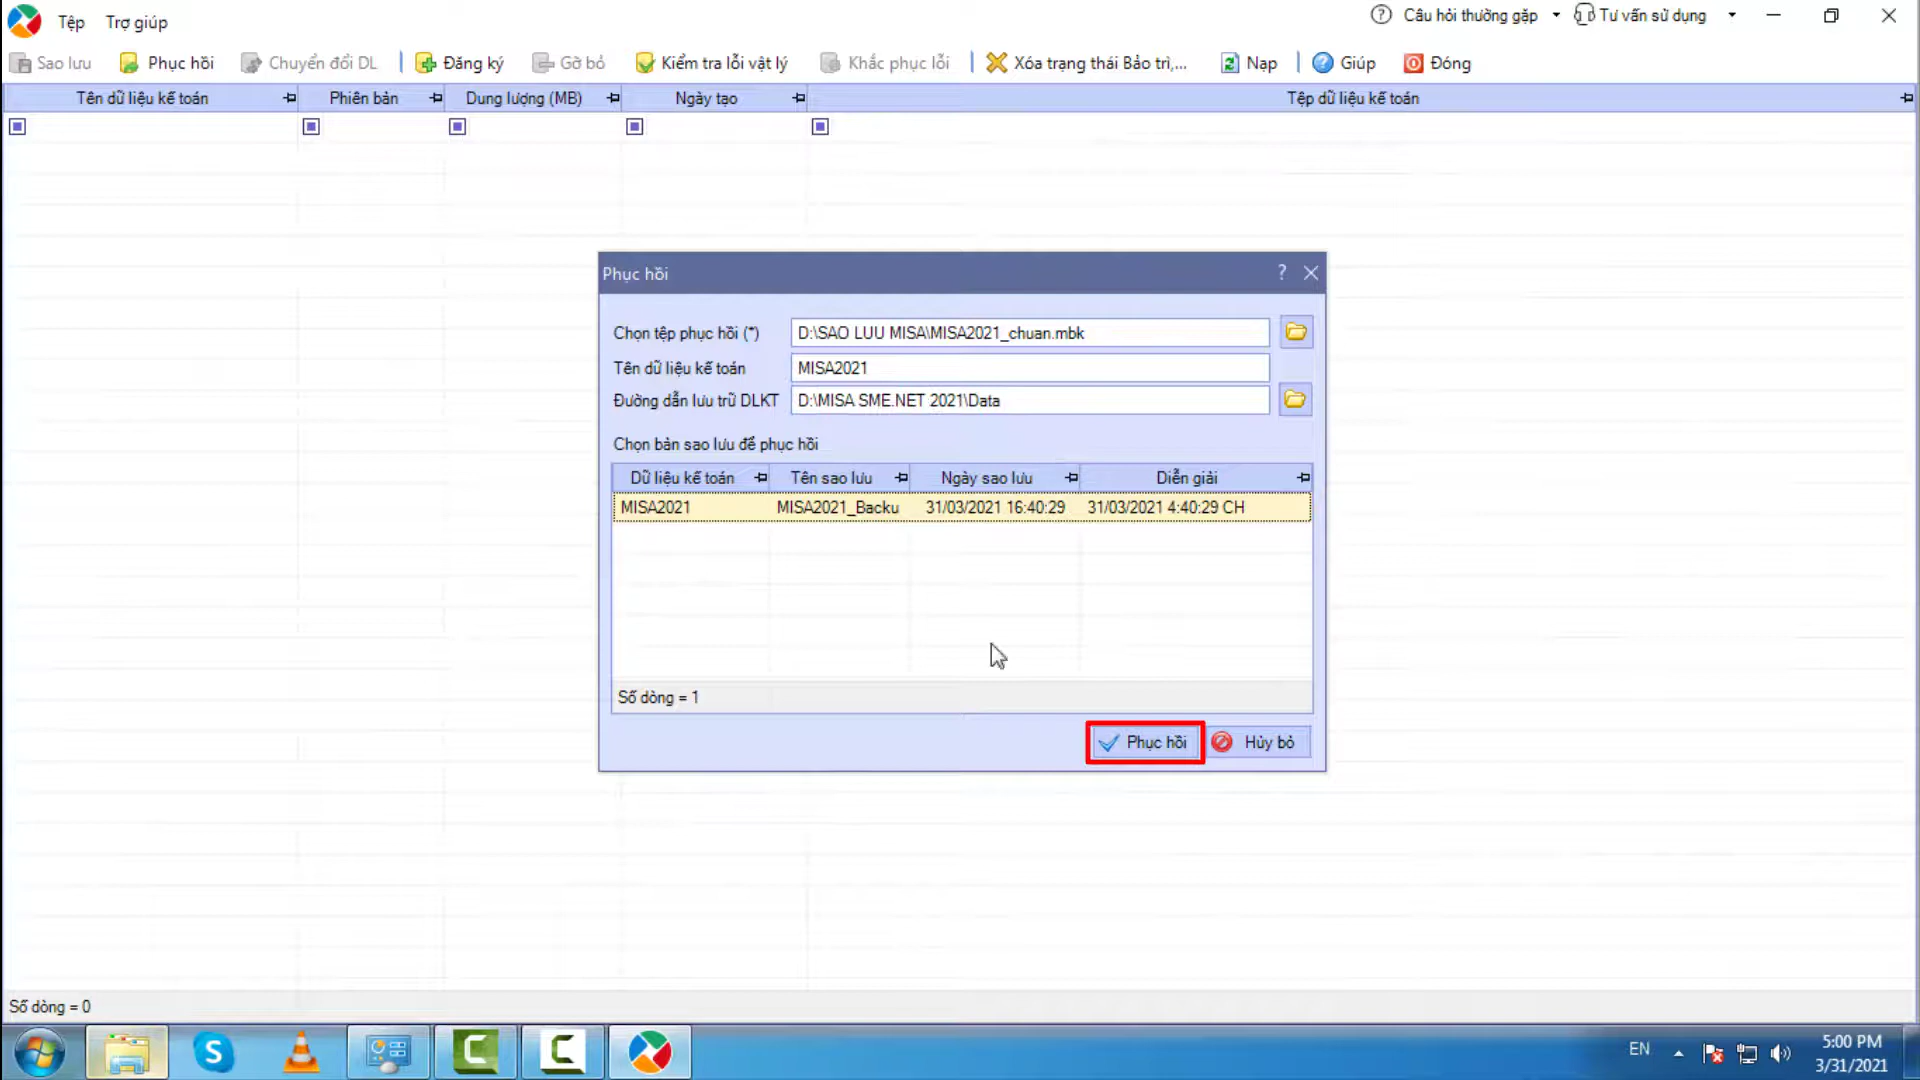 Tệp Trợ giúp Câu hỏi thường gặp Tư vấn sử dụng
Sao lưu Phục hồi Chuyển đổi DL Đăng ký Gỡ bỏ Kiểm tra lỗi vật lý Khắc phục lỗi Xóa trạng thái Bảo trì,... Nạp Giúp Đóng
Tên dữ liệu kế toán Phiên bản Dung lượng (MB) Ngày tạo Tệp dữ liệu kế toán
Phục hồi
Chọn tệp phục hồi (*) D:\SAO LUU MISA\MISA2021_chuan.mbk
Tên dữ liệu kế toán MISA2021
Đường dẫn lưu trữ DLKT D:\MISA SME.NET 2021\Data
Chọn bản sao lưu để phục hồi
Dữ liệu kế toán Tên sao lưu Ngày sao lưu Diễn giải
MISA2021 MISA2021_Backu 31/03/2021 16:40:29 31/03/2021 4:40:29 CH
Số dòng = 1
Phục hồi Hủy bỏ
Số dòng = 0
EN 5:00 PM
3/31/2021